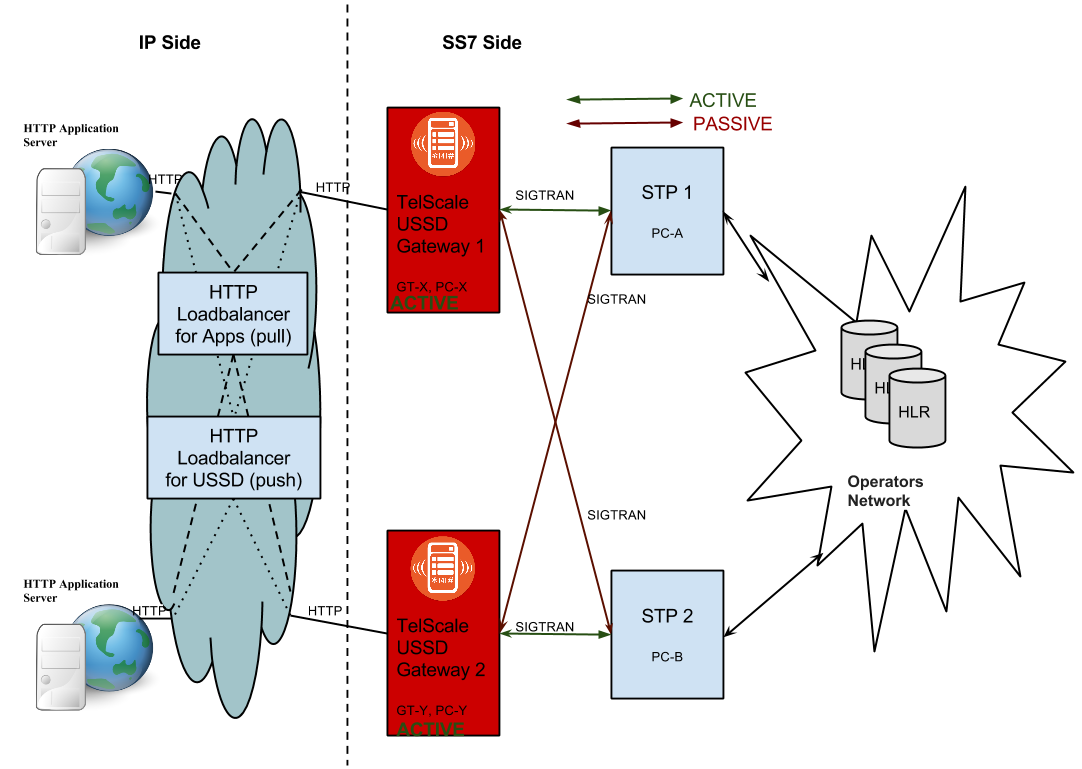 IP Side
SS7 Side
ACTIVE
PASSIVE
HTTP Application
Server
HTTP
HTTP
*#4|#
TelScale
USSD
Gateway 1
GT-X, PC-X
ACTIVE
SIGTRAN
STP 1
PC-A
SIGTRAN
HTTP
Loadbalancer
for Apps (pull)
HTTP
Loadbalancer
for USSD (push)
HLR
Operators
Network
SIGTRAN
HTTP Application
Server
HTTP
HTTP
TelScale
USSD
Gateway 2
GT-Y, PC-Y
ACTIVE
SIGTRAN
STP 2
PC-B